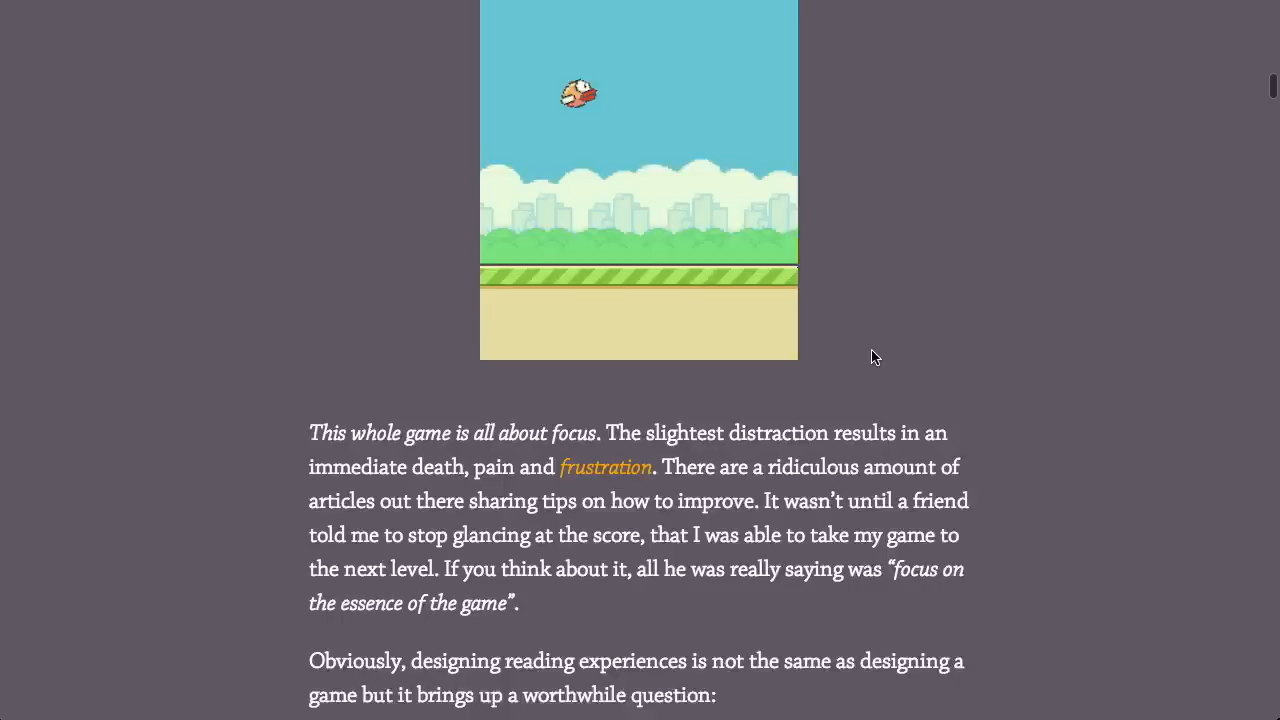 This whole game is all about focus. The slightest distraction results in an
immediate death, pain and frustration. There are a ridiculous amount of
articles out there sharing tips on how to improve. It wasn’t until a friend
told me to stop glancing at the score, that I was able to take my game to
the next level. If you think about it, all he was really saying was “focus on
the essence of the game”.
Obviously, designing reading experiences is not the same as designing a
game but it brings up a worthwhile question: